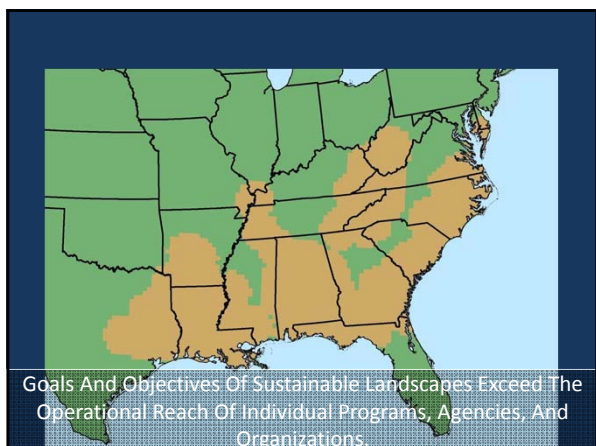 Goals And Objectives Of Sustainable Landscapes Exceed The
Operational Reach Of Individual Programs, Agencies, And
Organizations.